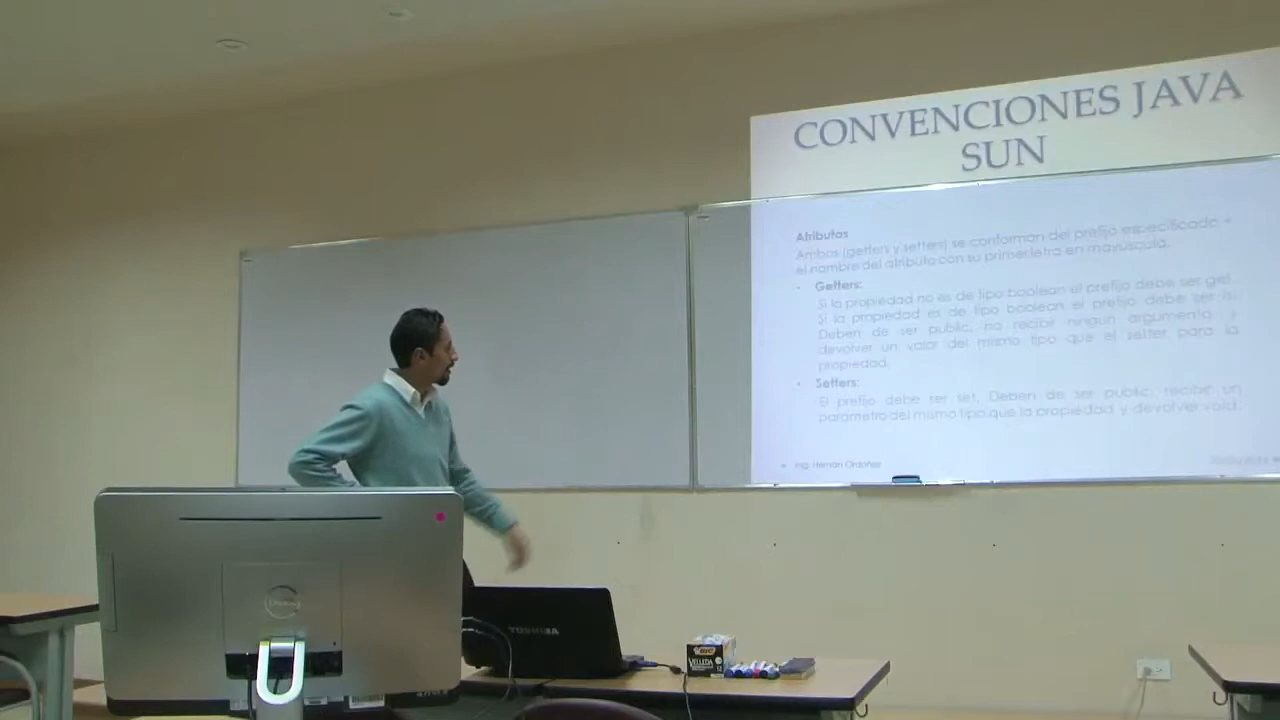 CONVENCIONES JAVA
SUN
Atributos
Ambos (getters y setters) se conforman del prefijo especificado +
el nombre del atributo con su primer letra en mayuscula.
• Getters:
Si la propiedad no es de tipo boolean el prefijo debe ser get.
Si la propiedad es de tipo boolean el prefijo debe ser is.
Deben de ser public, no recibir ningun argumento y
devolver un valor del mismo tipo que el setter para la
propiedad.
• Setters:
El prefijo debe ser set. Deben de ser public, recibir un
parametro del mismo tipo que la propiedad y devolver void.
Ing. Hernan Ordoñez
DELL
TOSHIBA
BIC
VELLEDA